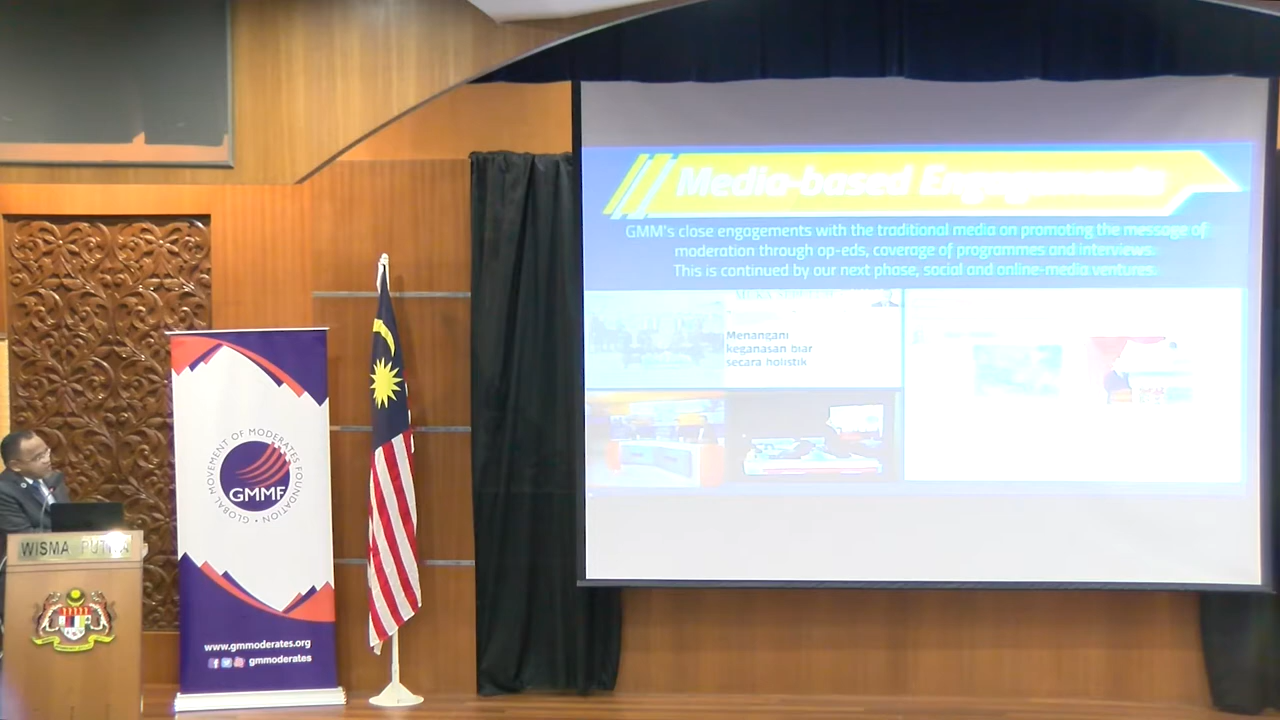 Media-based Engagements
GMM's close engagements with the traditional media on promoting the message of
moderation through op-eds, coverage of programmes and interviews.
This is continued by our next phase, social and online-media ventures.
Menangani
keganasan biar
secara holistik
GLOBAL MOVEMENT OF MODERATES FOUNDATION •
GMMF
www.gmmoderates.org
gmmoderates
WISMA PUTRA